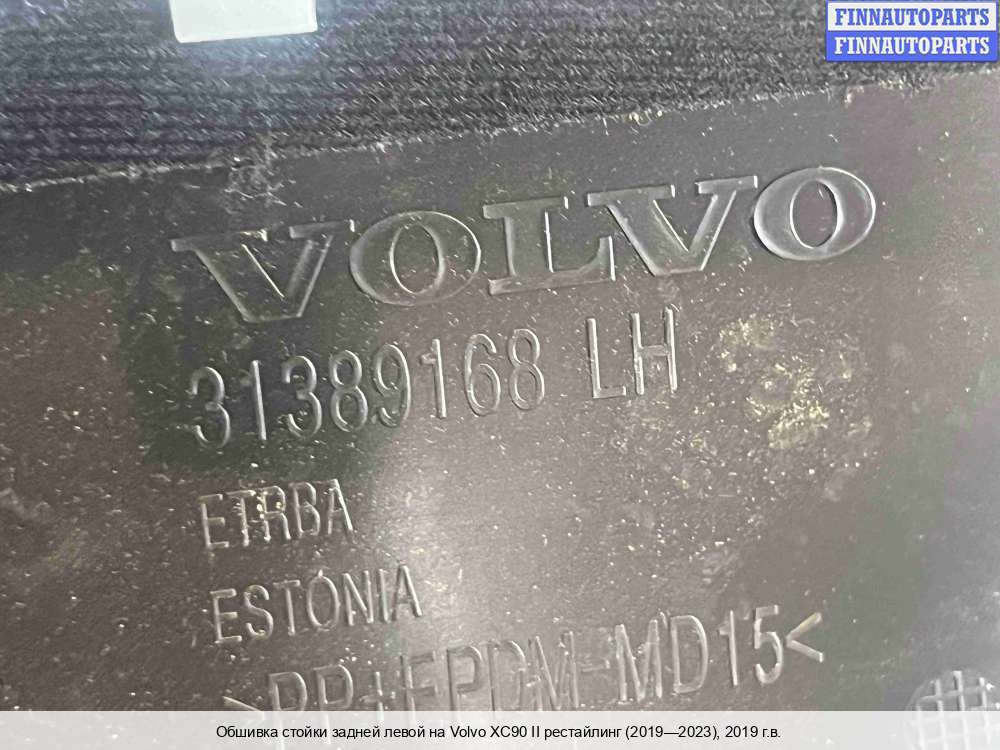 FINNAUTOPARTS
FINNAUTOPARTS
VOLVO
31389168 LH
ETRBA
ESTONIA
>PP+EPDM-MD15<
Обшивка стойки задней левой на Volvo XC90 II рестайлинг (2019—2023), 2019 г.в.